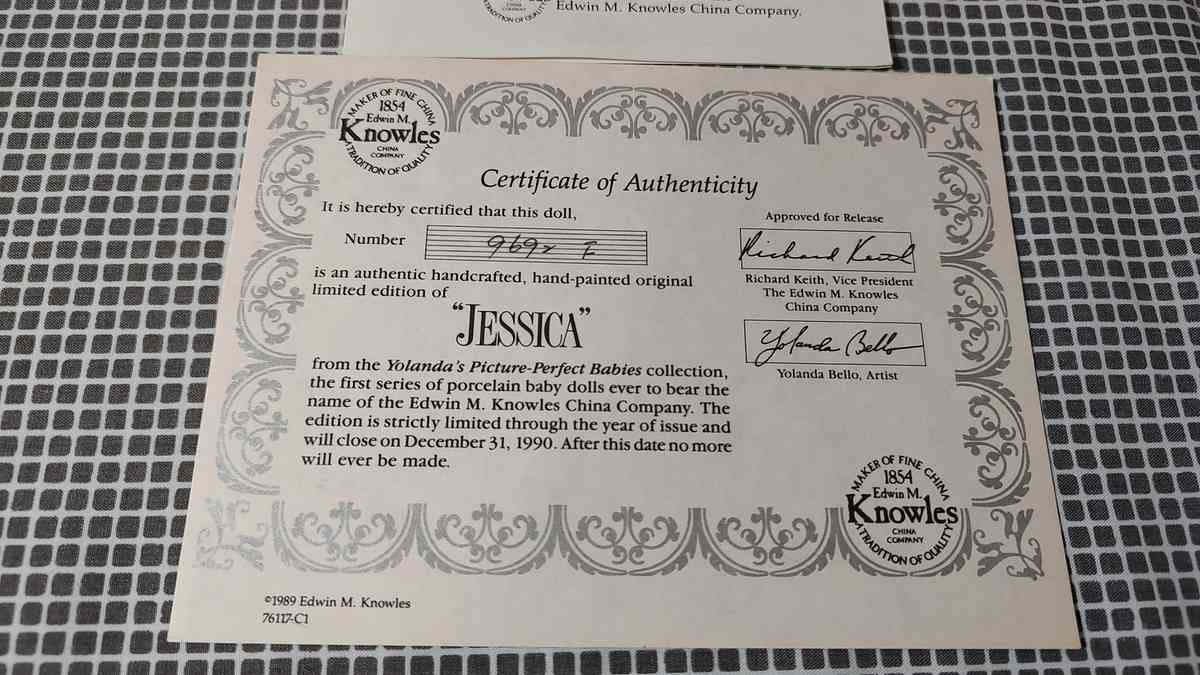 CHINA
COMPANY
TRADITION OF QUALITY
Edwin M. Knowles China Company.
MAKER OF FINE CHINA
1854
Edwin M.
Knowles
CHINA
COMPANY
TRADITION OF QUALITY
Certificate of Authenticity
It is hereby certified that this doll,
Number 9692 E
is an authentic handcrafted, hand-painted original
limited edition of
“JESSICA”
from the Yolanda's Picture-Perfect Babies collection,
the first series of porcelain baby dolls ever to bear the
name of the Edwin M. Knowles China Company. The
edition is strictly limited through the year of issue and
will close on December 31, 1990. After this date no more
will ever be made.
Approved for Release
Richard Keith
Richard Keith, Vice President
The Edwin M. Knowles
China Company
Yolanda Bello
Yolanda Bello, Artist
MAKER OF FINE CHINA
1854
Edwin M.
Knowles
CHINA
COMPANY
TRADITION OF QUALITY
©1989 Edwin M. Knowles
76117-C1